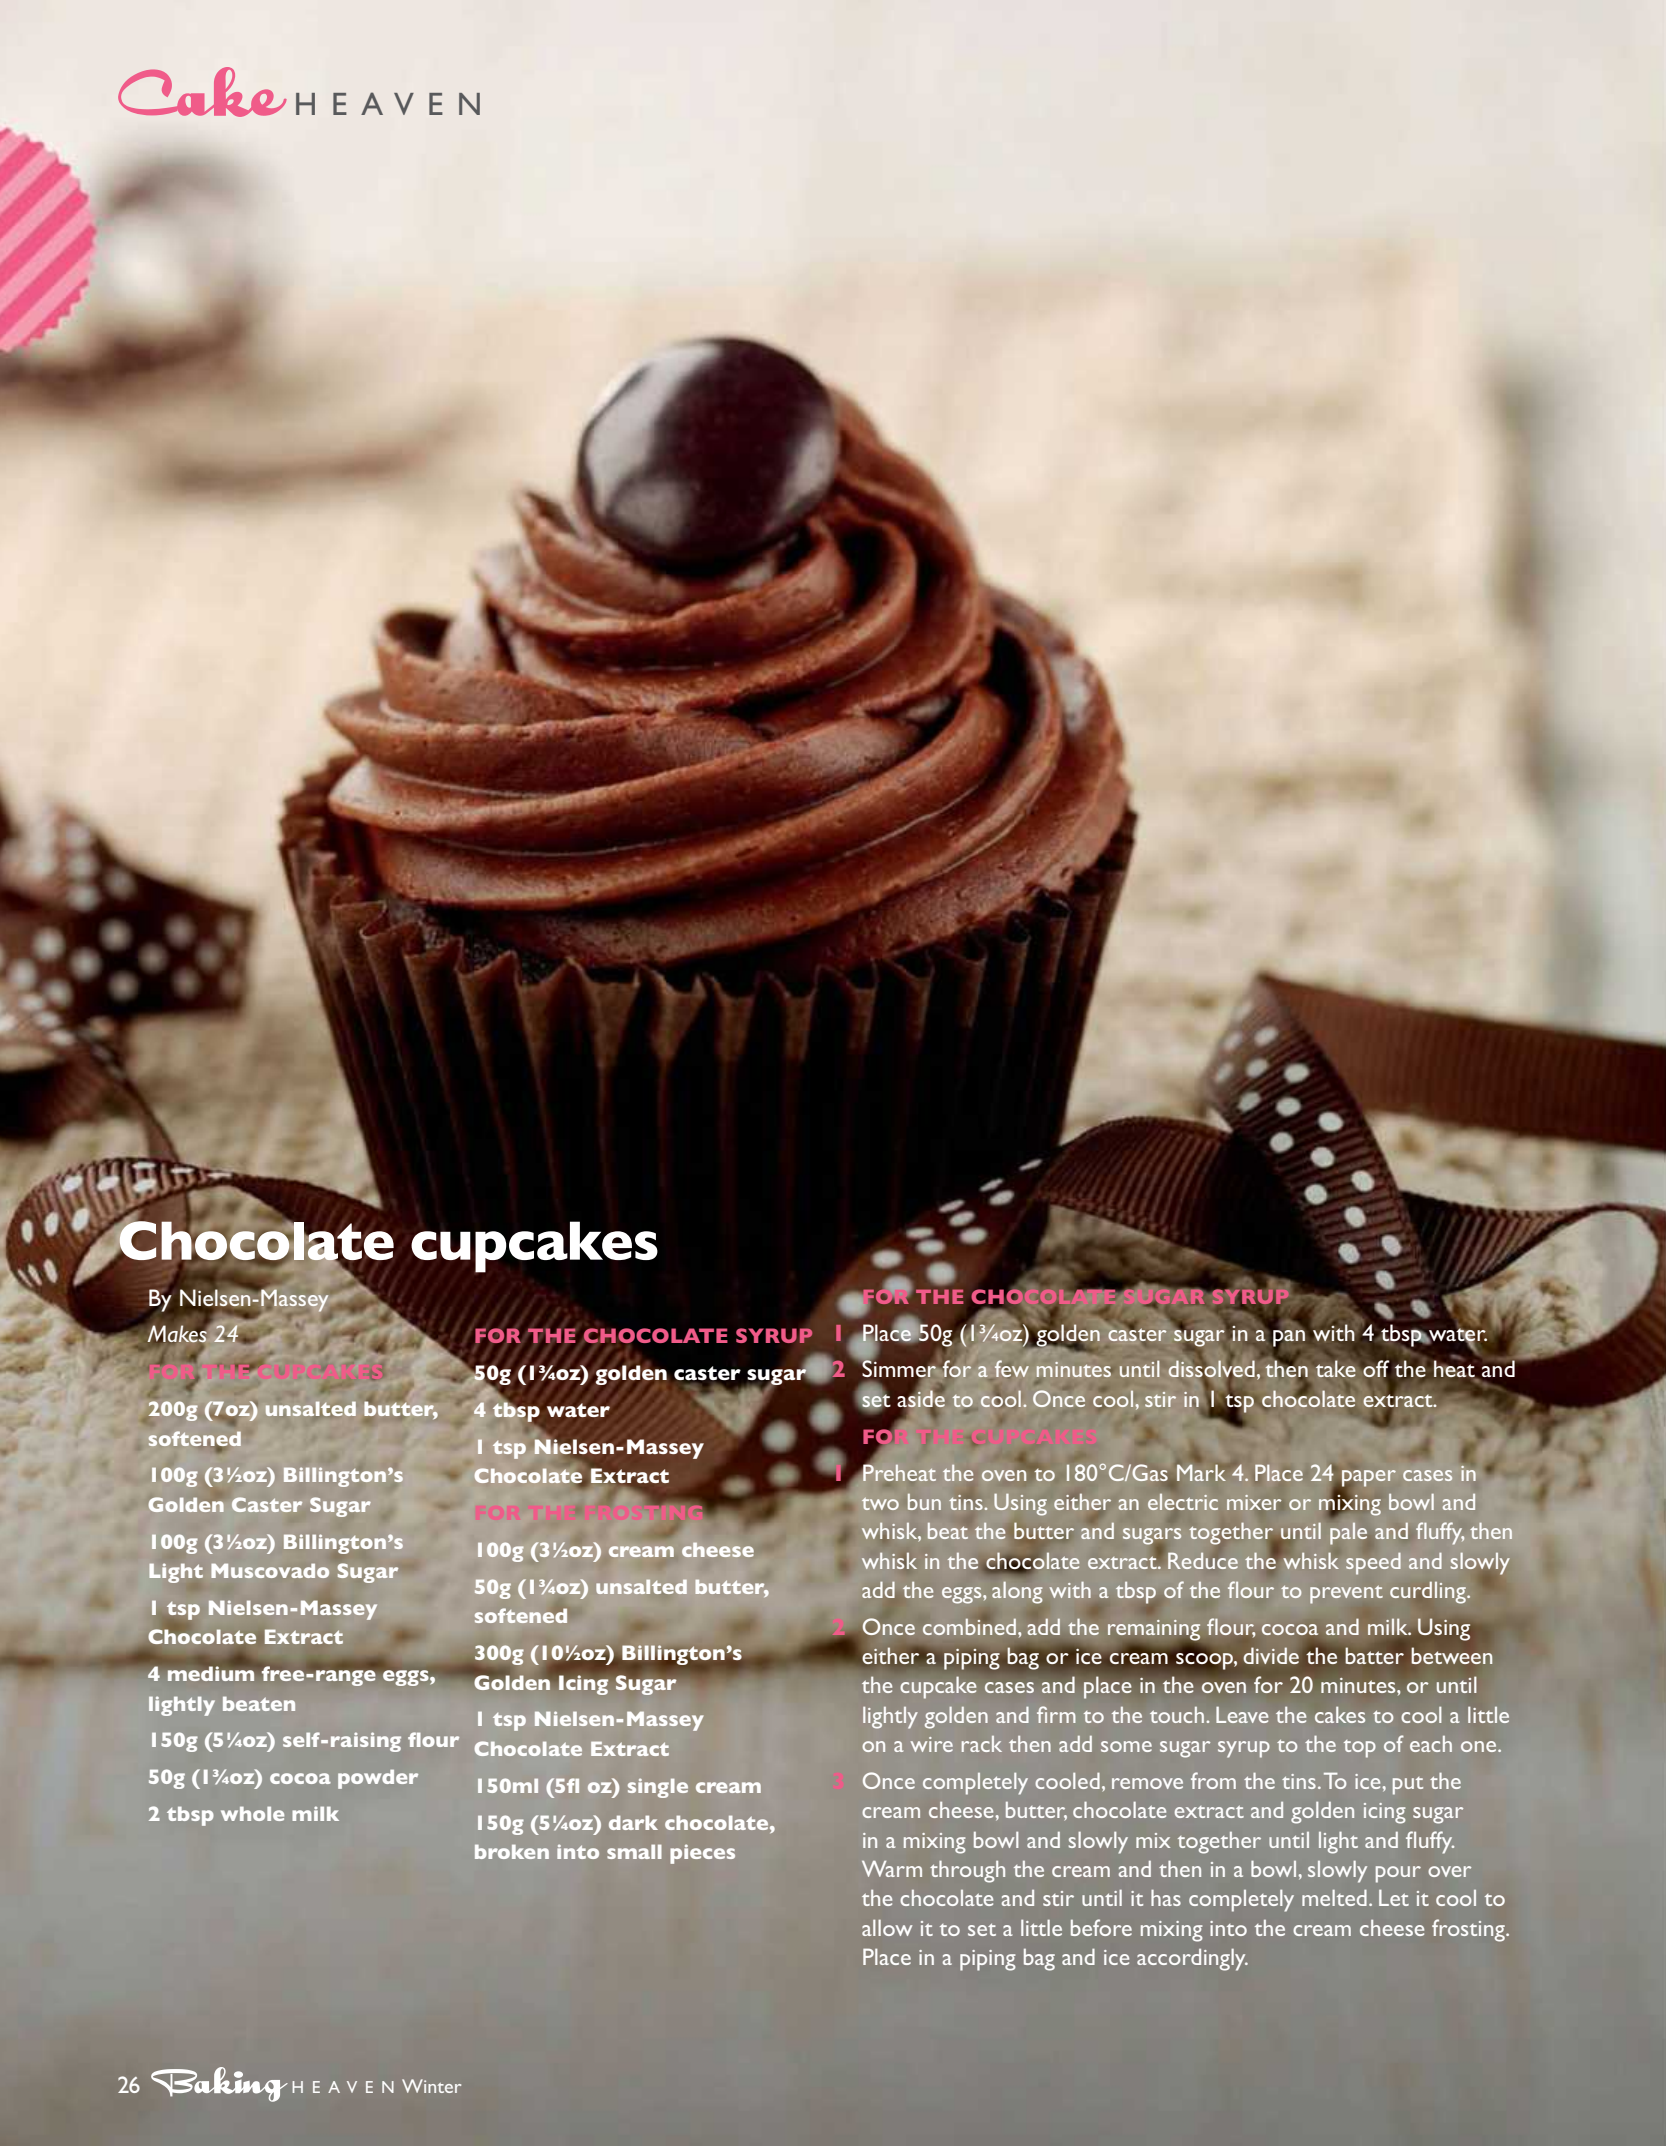 Cake HEAVEN
Chocolate cupcakes
By Nielsen-Massey
Makes 24
FOR THE CUPCAKES
200g (7oz) unsalted butter,
softened
100g (3½oz) Billington's
Golden Caster Sugar
100g (3½oz) Billington's
Light Muscovado Sugar
1 tsp Nielsen-Massey
Chocolate Extract
4 medium free-range eggs,
lightly beaten
150g (5¼oz) self-raising flour
50g (1¾oz) cocoa powder
2 tbsp whole milk
FOR THE CHOCOLATE SYRUP
50g (1¾oz) golden caster sugar
4 tbsp water
1 tsp Nielsen-Massey
Chocolate Extract
FOR THE FROSTING
100g (3½oz) cream cheese
50g (1¾oz) unsalted butter,
softened
300g (10½oz) Billington's
Golden Icing Sugar
1 tsp Nielsen-Massey
Chocolate Extract
150ml (5fl oz) single cream
150g (5¼oz) dark chocolate,
broken into small pieces
FOR THE CHOCOLATE SUGAR SYRUP
1 Place 50g (1¾oz) golden caster sugar in a pan with 4 tbsp water.
2 Simmer for a few minutes until dissolved, then take off the heat and
set aside to cool. Once cool, stir in 1 tsp chocolate extract.
FOR THE CUPCAKES
1 Preheat the oven to 180°C/Gas Mark 4. Place 24 paper cases in
two bun tins. Using either an electric mixer or mixing bowl and
whisk, beat the butter and sugars together until pale and fluffy, then
whisk in the chocolate extract. Reduce the whisk speed and slowly
add the eggs, along with a tbsp of the flour to prevent curdling.
2 Once combined, add the remaining flour, cocoa and milk. Using
either a piping bag or ice cream scoop, divide the batter between
the cupcake cases and place in the oven for 20 minutes, or until
lightly golden and firm to the touch. Leave the cakes to cool a little
on a wire rack then add some sugar syrup to the top of each one.
3 Once completely cooled, remove from the tins. To ice, put the
cream cheese, butter, chocolate extract and golden icing sugar
in a mixing bowl and slowly mix together until light and fluffy.
Warm through the cream and then in a bowl, slowly pour over
the chocolate and stir until it has completely melted. Let it cool to
allow it to set a little before mixing into the cream cheese frosting.
Place in a piping bag and ice accordingly.
26 Baking HEAVEN Winter